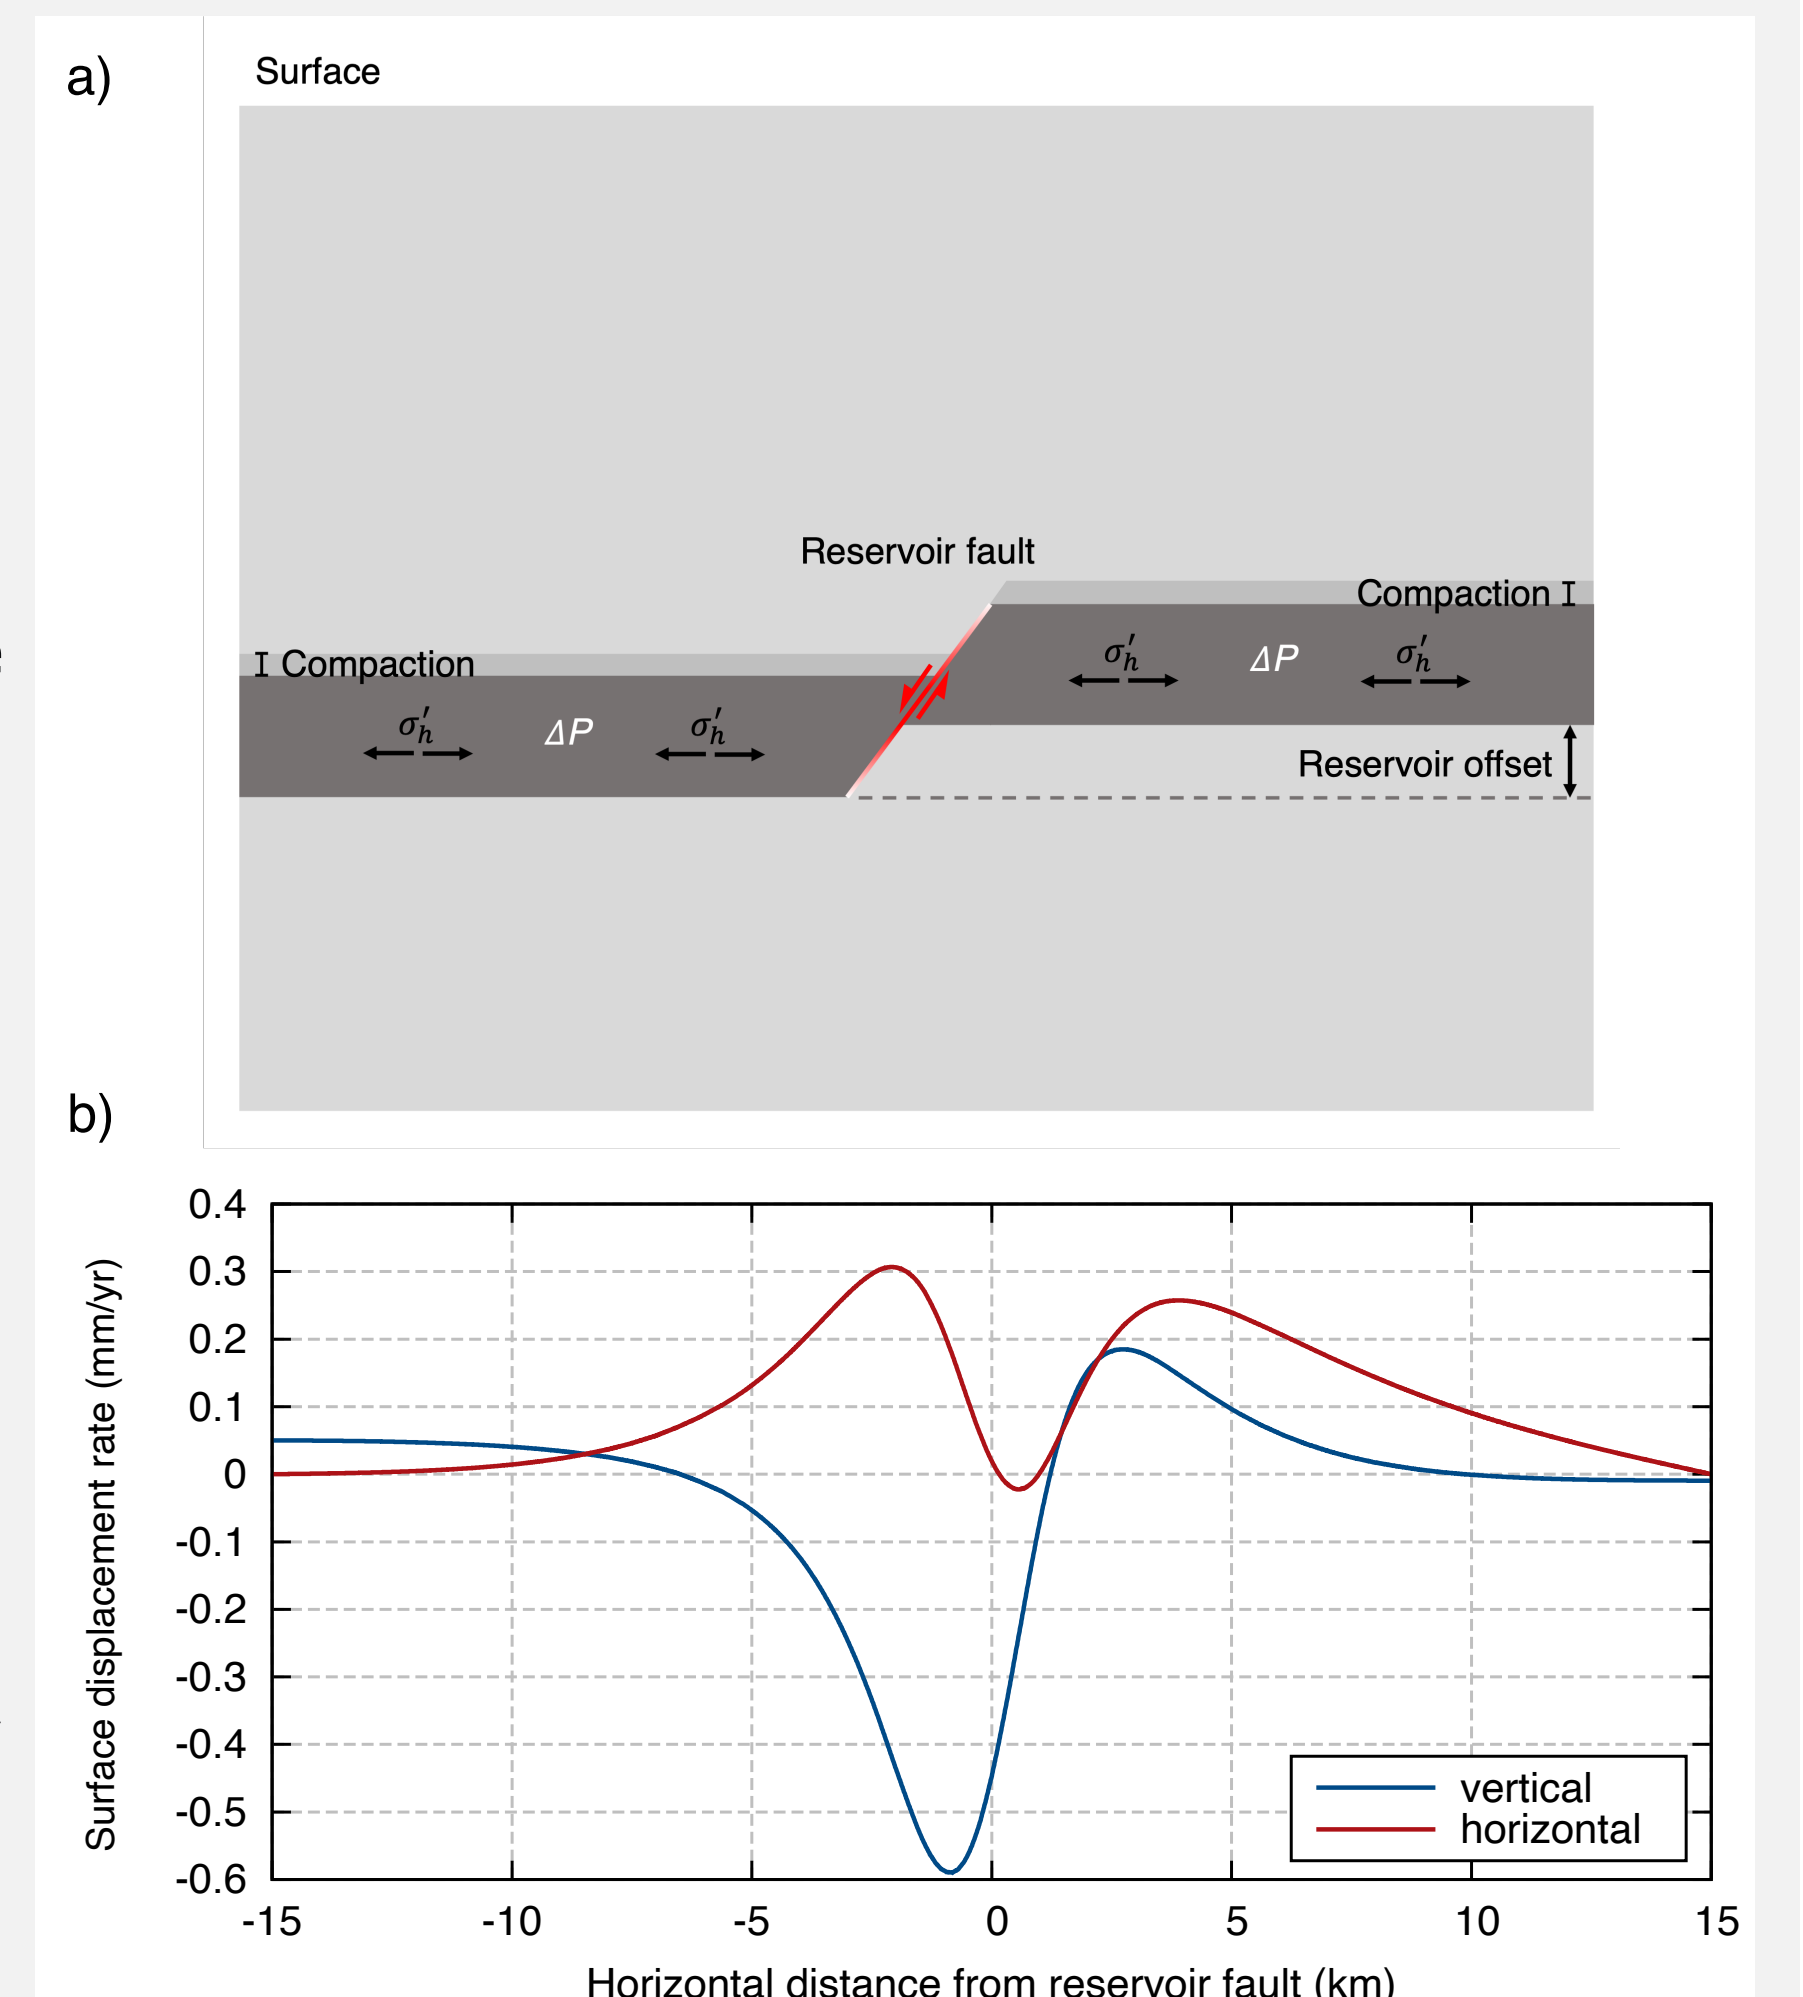 a)
Surface
Reservoir fault
Compaction I
I Compaction
σ′h ΔP σ′h
σ′h ΔP σ′h
Reservoir offset
b)
0.4
0.3
0.2
0.1
0
-0.1
-0.2
-0.3
-0.4
-0.5
-0.6
Surface displacement rate (mm/yr)
vertical
horizontal
-15 -10 -5 0 5 10 15
Horizontal distance from reservoir fault (km)